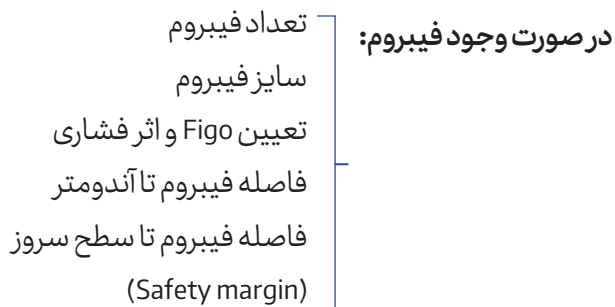 در صورت وجود فیبروم:
تعداد فیبروم
سایز فیبروم
تعیین Figo و اثر فشاری
فاصله فیبروم تا آندومتر
فاصله فیبروم تا سطح سروز
(Safety margin)